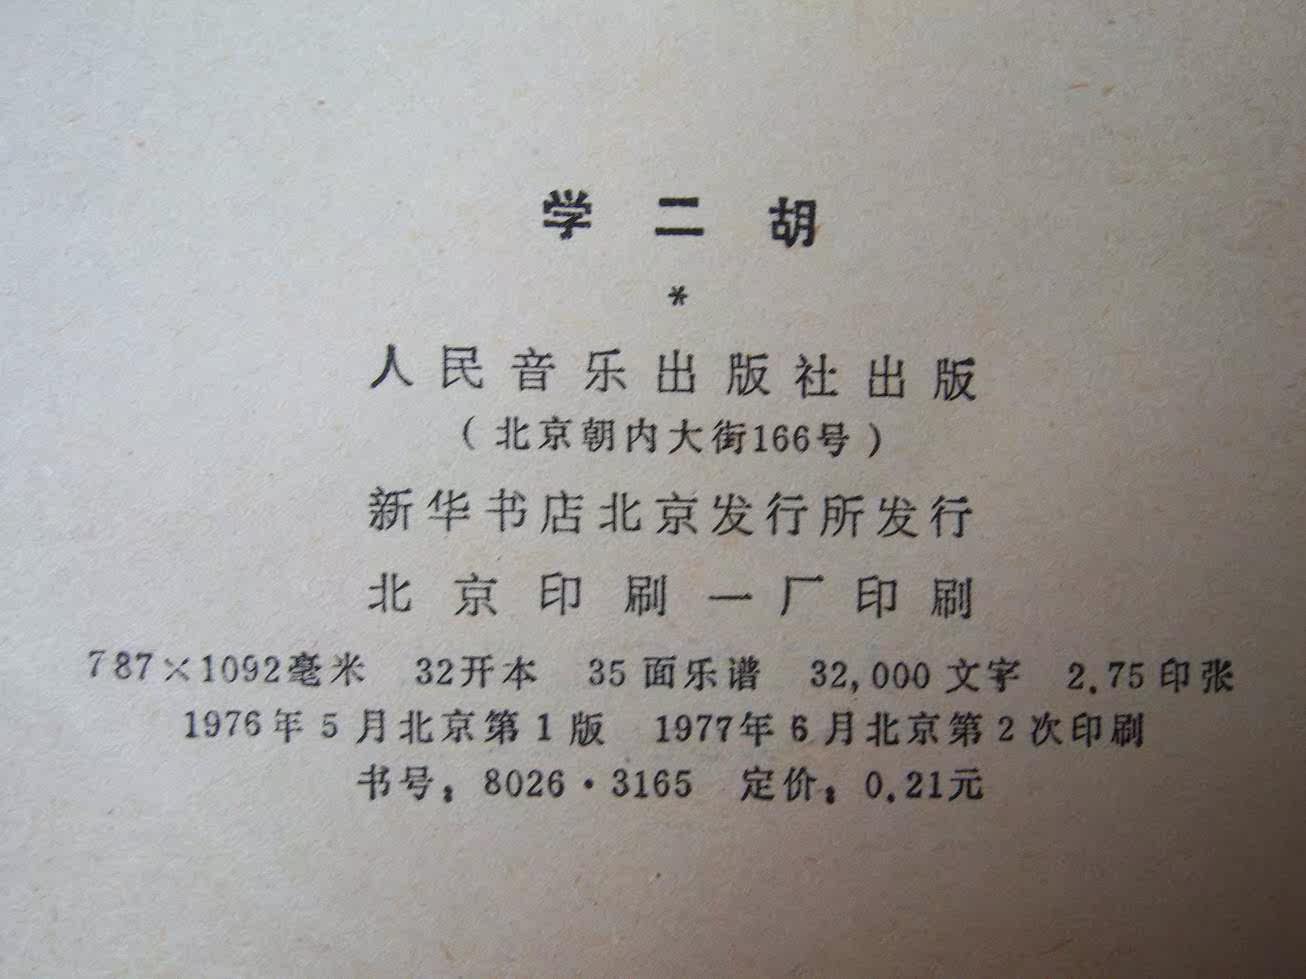 学二胡
*
人民音乐出版社出版
(北京朝内大街166号)
新华书店北京发行所发行
北京印刷一厂印刷
787×1092毫米 32开本 35面乐谱 32,000文字 2.75印张
1976年5月北京第1版 1977年6月北京第2次印刷
书号:8026·3165 定价:0.21元